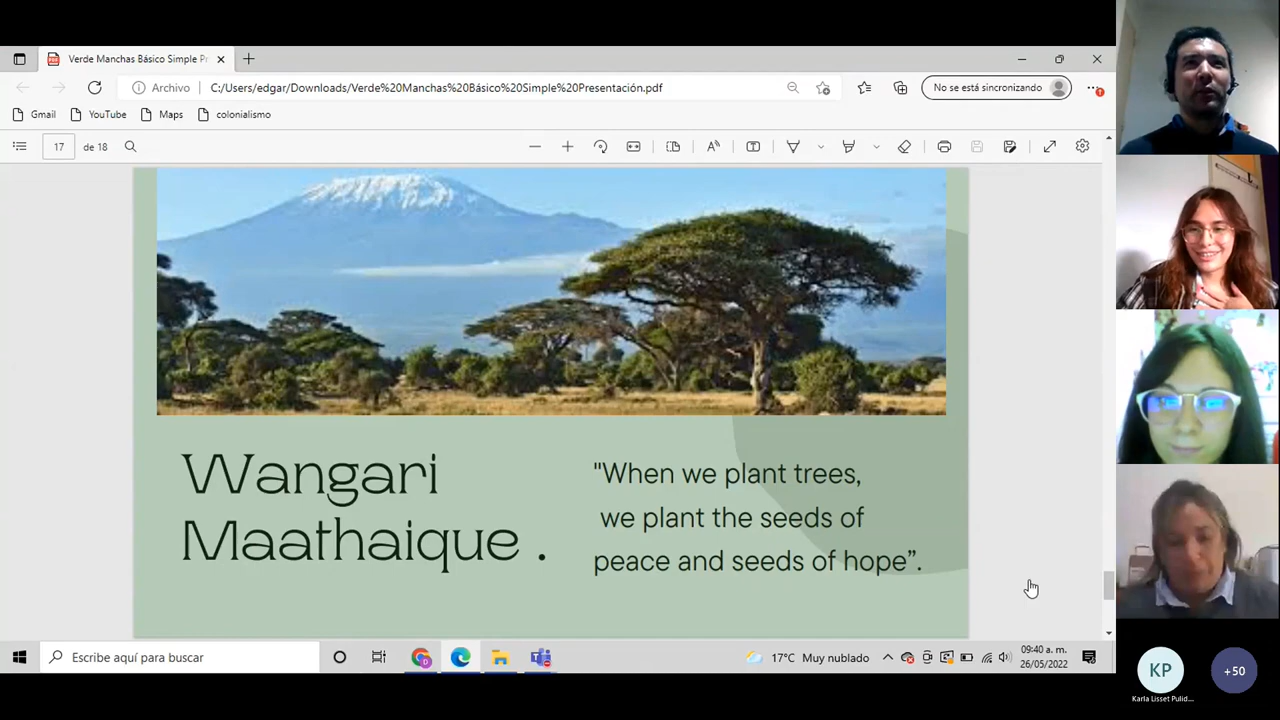 Verde Manchas Básico Simple Pr
Archivo
C:/Users/edgar/Downloads/Verde%20Manchas%20Básico%20Simple%20Presentación.pdf
No se está sincronizando
Gmail
YouTube
Maps
colonialismo
17
de 18
Wangari
Maathaique .
"When we plant trees,
we plant the seeds of
peace and seeds of hope”.
Escribe aquí para buscar
17°C Muy nublado
09:40 a. m.
26/05/2022
KP
Karla Lisset Pulid...
+50